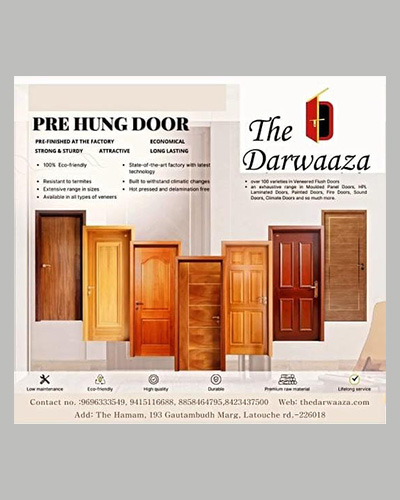 PRE HUNG DOOR
PRE-FINISHED AT THE FACTORY ECONOMICAL
STRONG & STURDY ATTRACTIVE LONG LASTING
• 100% Eco-friendly
• Resistant to termites
• Extensive range in sizes
• Available in all types of veneers
• State-of-the-art factory with latest
technology
• Built to withstand climatic changes
• Hot pressed and delamination free
The
Darwaaza
• over 100 varieties in Veneered Flush Doors
• an exhaustive range in Moulded Panel Doors, HPL
Laminated Doors, Painted Doors, Fire Doors, Sound
Doors, Climate Doors and so much more.
Low maintenance Eco-friendly High quality Durable Premium raw material Lifetong service
Contact no. :9696333549, 9415116688, 8858464795,8423437500 Web: thedarwaaza.com
Add: The Hamam, 193 Gautambudh Marg, Latouche rd.-226018